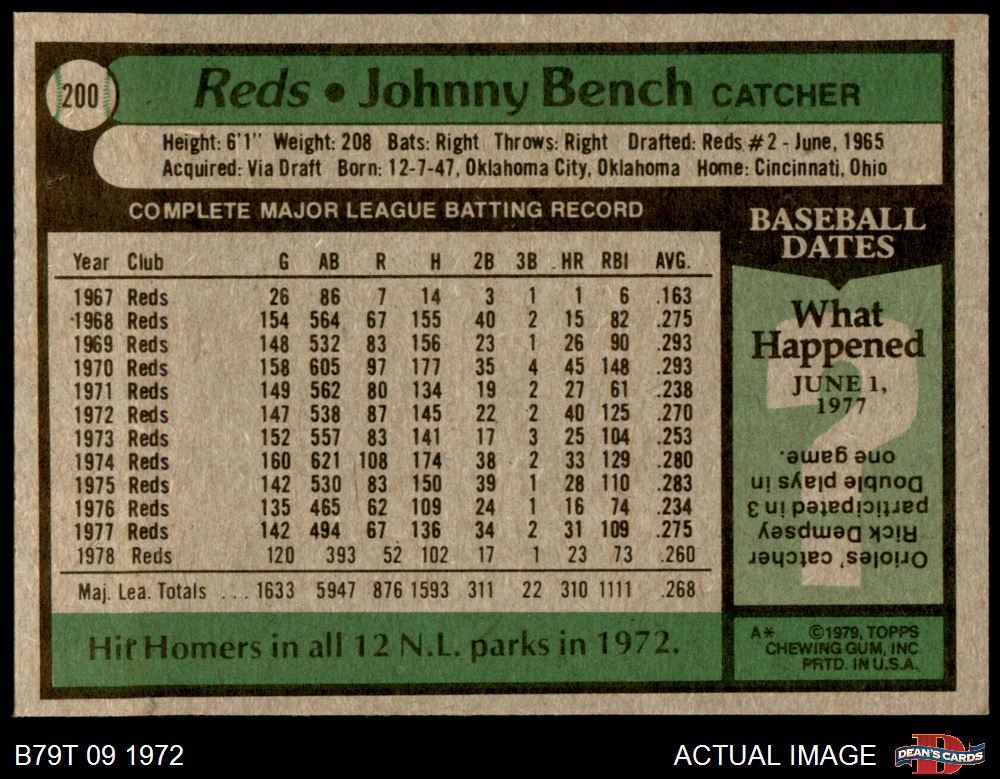 200
Reds • Johnny Bench CATCHER
Height: 6'1" Weight: 208 Bats: Right Throws: Right Drafted: Reds #2 - June, 1965
Acquired: Via Draft Born: 12-7-47, Oklahoma City, Oklahoma Home: Cincinnati, Ohio
COMPLETE MAJOR LEAGUE BATTING RECORD
Year Club G AB R H 2B 3B HR RBI AVG.
1967 Reds 26 86 7 14 3 1 1 6 .163
1968 Reds 154 564 67 155 40 2 15 82 .275
1969 Reds 148 532 83 156 23 1 26 90 .293
1970 Reds 158 605 97 177 35 4 45 148 .293
1971 Reds 149 562 80 134 19 2 27 61 .238
1972 Reds 147 538 87 145 22 2 40 125 .270
1973 Reds 152 557 83 141 17 3 25 104 .253
1974 Reds 160 621 108 174 38 2 33 129 .280
1975 Reds 142 530 83 150 39 1 28 110 .283
1976 Reds 135 465 62 109 24 1 16 74 .234
1977 Reds 142 494 67 136 34 2 31 109 .275
1978 Reds 120 393 52 102 17 1 23 73 .260
Maj. Lea. Totals ... 1633 5947 876 1593 311 22 310 1111 .268
Hit Homers in all 12 N.L. parks in 1972.
BASEBALL
DATES
What
Happened
JUNE 1,
1977
?
Orioles' catcher
Rick Dempsey
participated in 3
Double plays in
one game.
A* ©1979, TOPPS
CHEWING GUM, INC
PRTD. IN U.S.A.
B79T 09 1972
ACTUAL IMAGE
D
DEAN'S CARDS